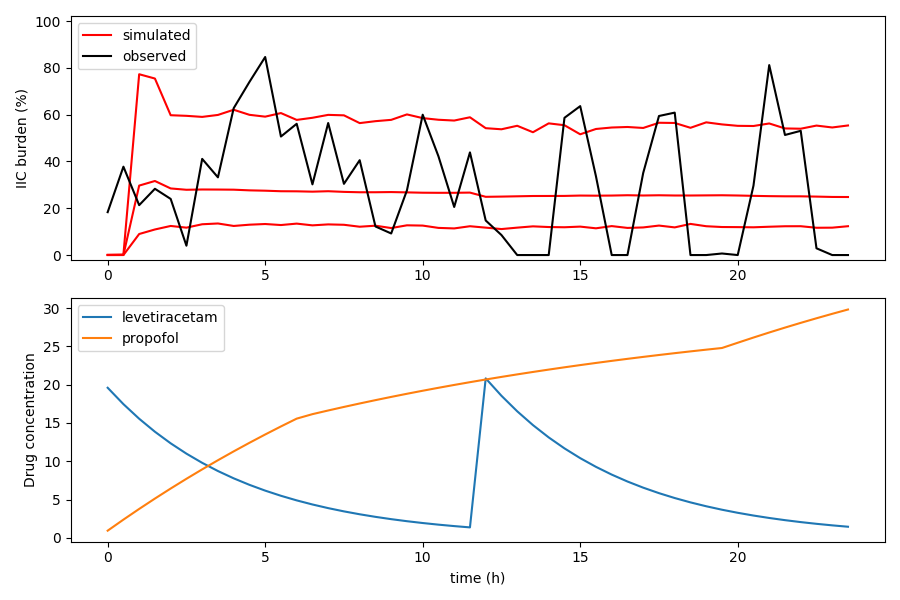 IIC burden (%)
100
80
60
40
20
0
simulated
observed
0 5 10 15 20
Drug concentration
30
25
20
15
10
5
0
levetiracetam
propofol
0 5 10 15 20
time (h)